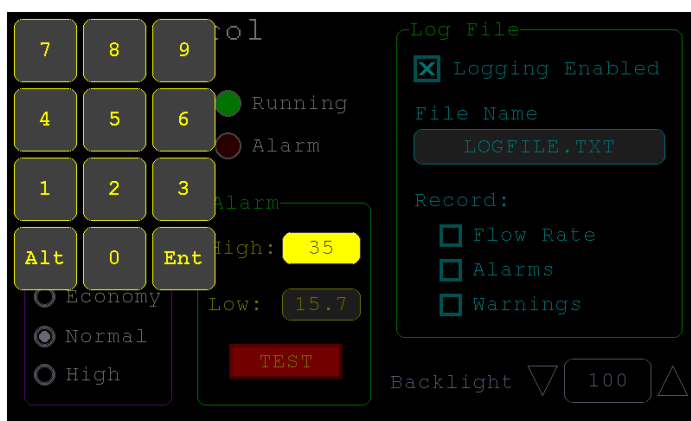 7 8 9
4 5 6
1 2 3
Alt 0 Ent
Running
Alarm
Alarm
High: 35
Low: 15.7
TEST
Economy
Normal
High
Log File
Logging Enabled
File Name
LOGFILE.TXT
Record:
Flow Rate
Alarms
Warnings
Backlight 100